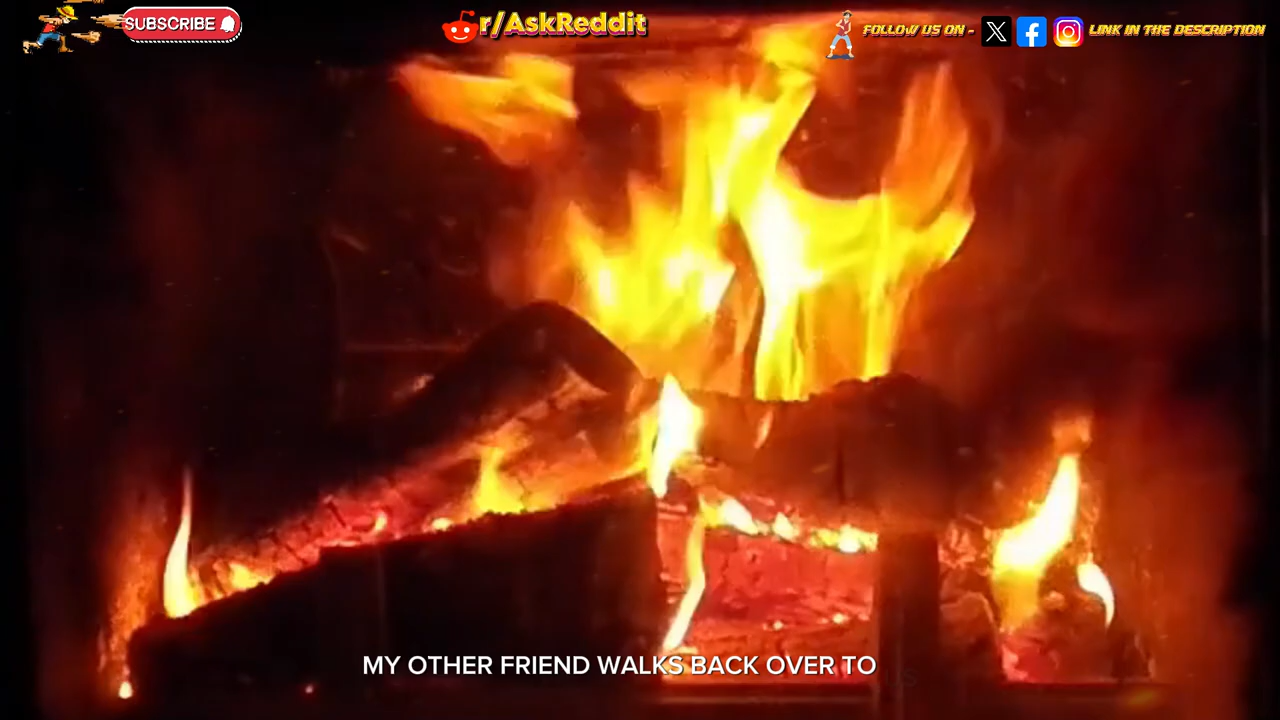 SUBSCRIBE
r/AskReddit
FOLLOW US ON -
LINK IN THE DESCRIPTION
MY OTHER FRIEND WALKS BACK OVER TO